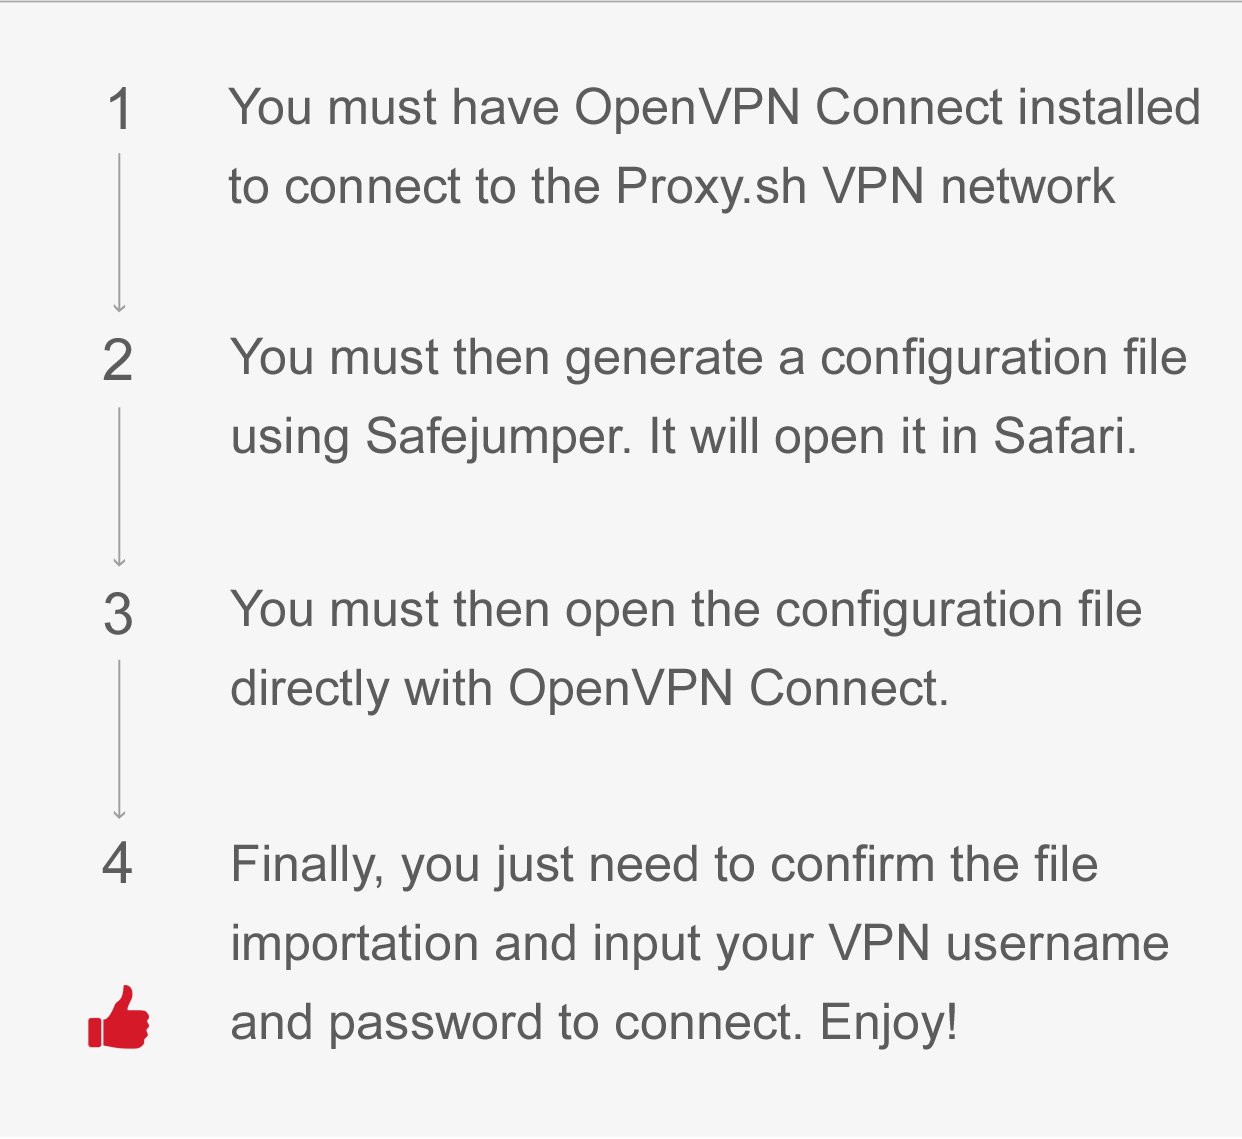 1 You must have OpenVPN Connect installed
to connect to the Proxy.sh VPN network
2 You must then generate a configuration file
using Safejumper. It will open it in Safari.
3 You must then open the configuration file
directly with OpenVPN Connect.
4 Finally, you just need to confirm the file
importation and input your VPN username
and password to connect. Enjoy!